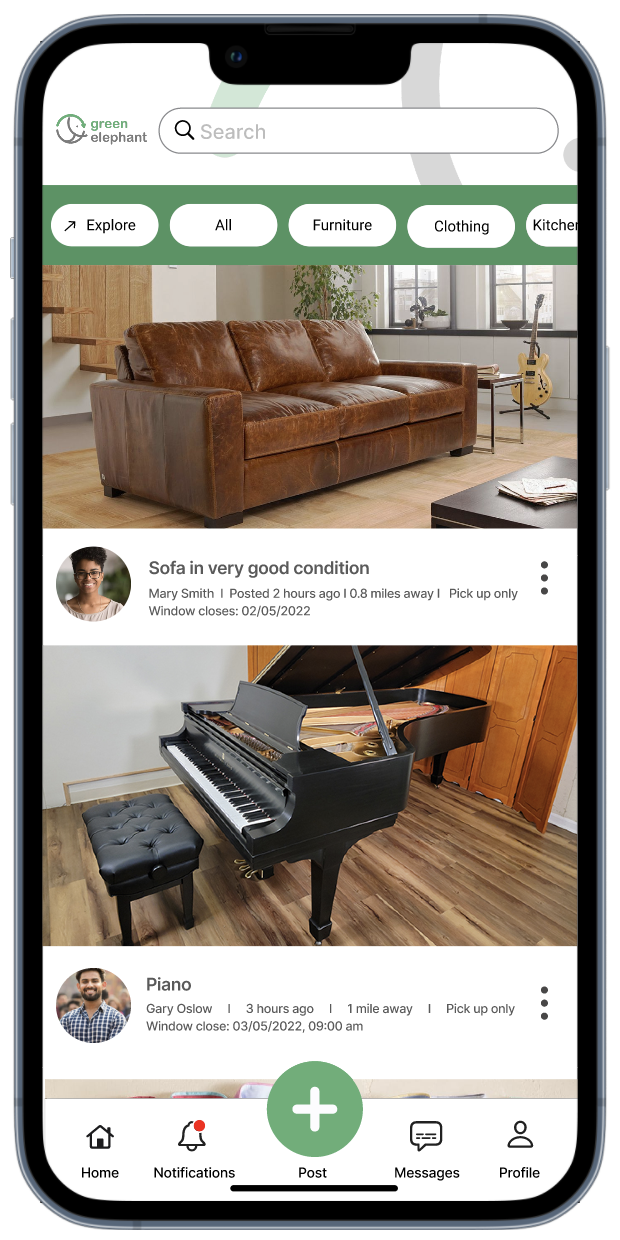 green
elephant
Search
Explore
All
Furniture
Clothing
Kitchen
Sofa in very good condition
Mary Smith I Posted 2 hours ago I 0.8 miles away I Pick up only
Window closes: 02/05/2022
Piano
Gary Oslow I 3 hours ago I 1 mile away I Pick up only
Window close: 03/05/2022, 09:00 am
Home
Notifications
Post
Messages
Profile